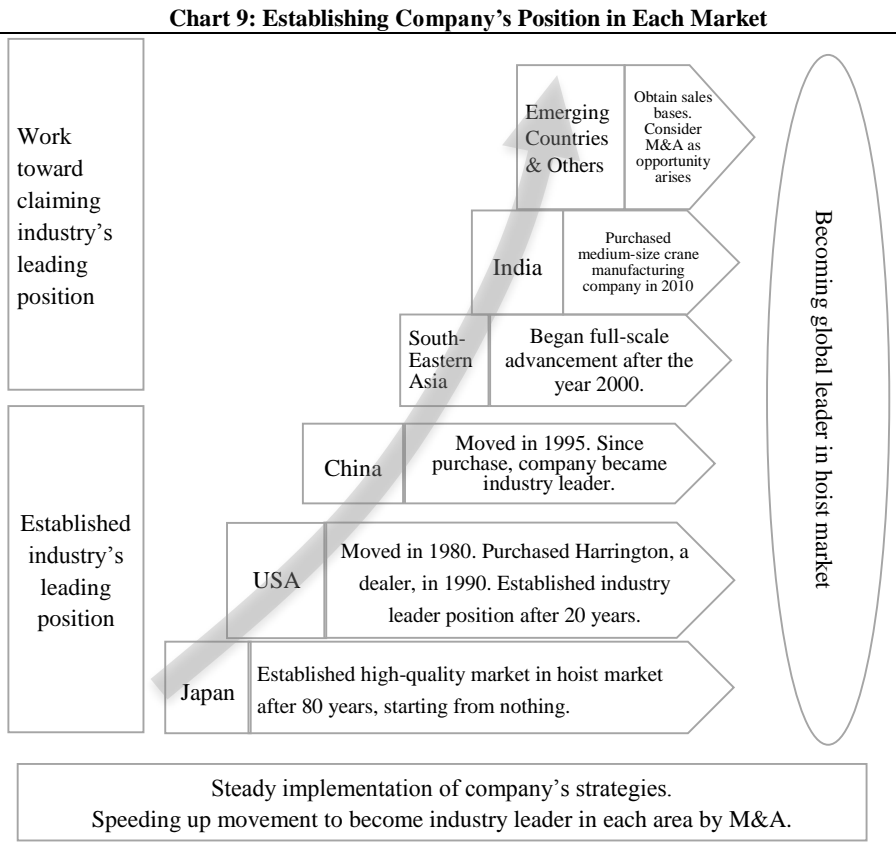 Chart 9: Establishing Company’s Position in Each Market
Work
toward
claiming
industry’s
leading
position
Emerging
Countries
& Others
Obtain sales
bases.
Consider
M&A as
opportunity
arises
India
Purchased
medium-size crane
manufacturing
company in 2010
South-
Eastern
Asia
Began full-scale
advancement after the
year 2000.
Established
industry’s
leading
position
China
Moved in 1995. Since
purchase, company became
industry leader.
USA
Moved in 1980. Purchased Harrington, a
dealer, in 1990. Established industry
leader position after 20 years.
Japan
Established high-quality market in hoist market
after 80 years, starting from nothing.
Becoming global leader in hoist market
Steady implementation of company’s strategies.
Speeding up movement to become industry leader in each area by M&A.